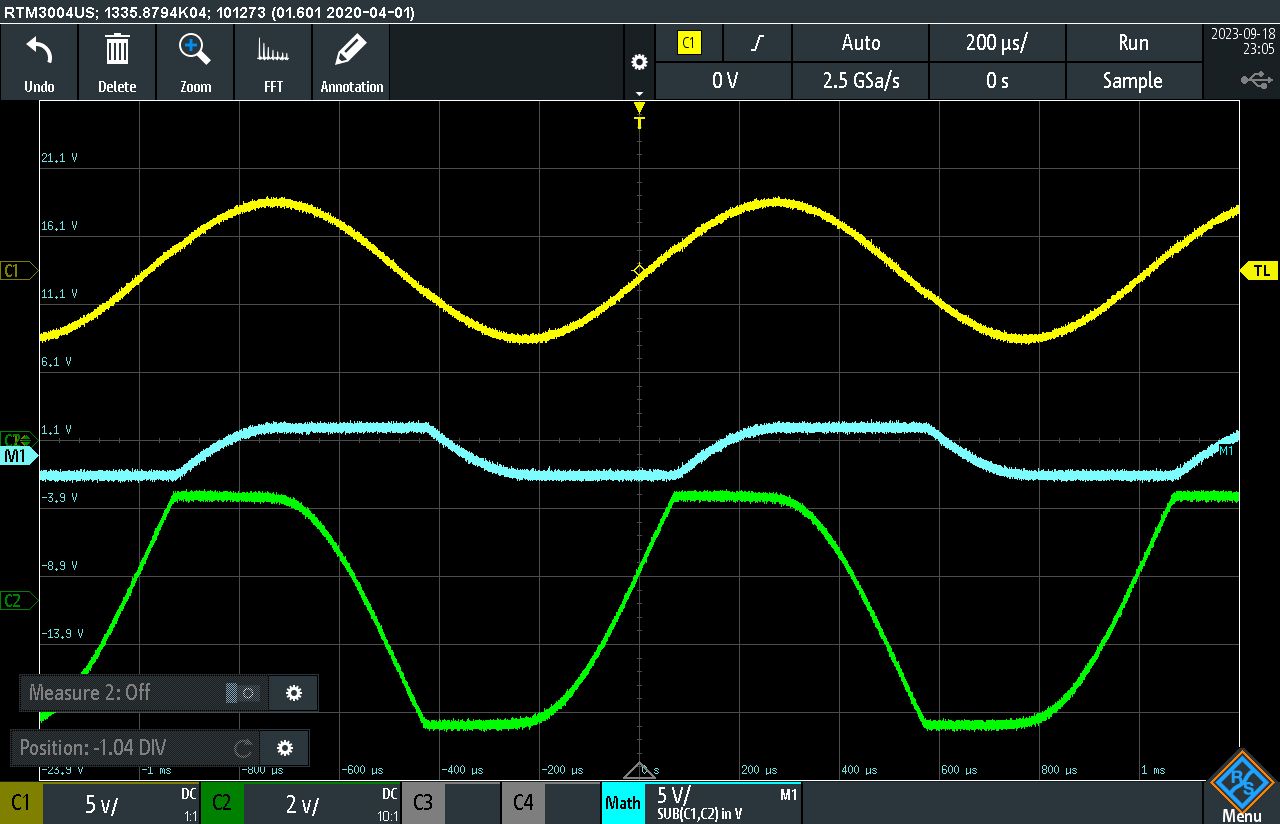 RTM3004US; 1335.8794K04; 101273 (01.601 2020-04-01)
Undo
Delete
Zoom
FFT
Annotation
C1
Auto
200 µs/
Run
2023-09-18
23:05
0 V
2.5 GSa/s
0 s
Sample
T
21,1 V
16,1 V
C1
TL
11,1 V
6,1 V
1,1 V
M1
M1
-3,9 V
-8,9 V
C2
-13,9 V
Measure 2: Off
Position: -1.04 DIV
-23,9 V
-1 ms
-800 µs
-600 µs
-400 µs
-200 µs
0 s
200 µs
400 µs
600 µs
800 µs
1 ms
C1
5 V/
DC
1:1
C2
2 V/
DC
10:1
C3
C4
Math
5 V/
M1
SUB(C1,C2) in V
R&S
Menu